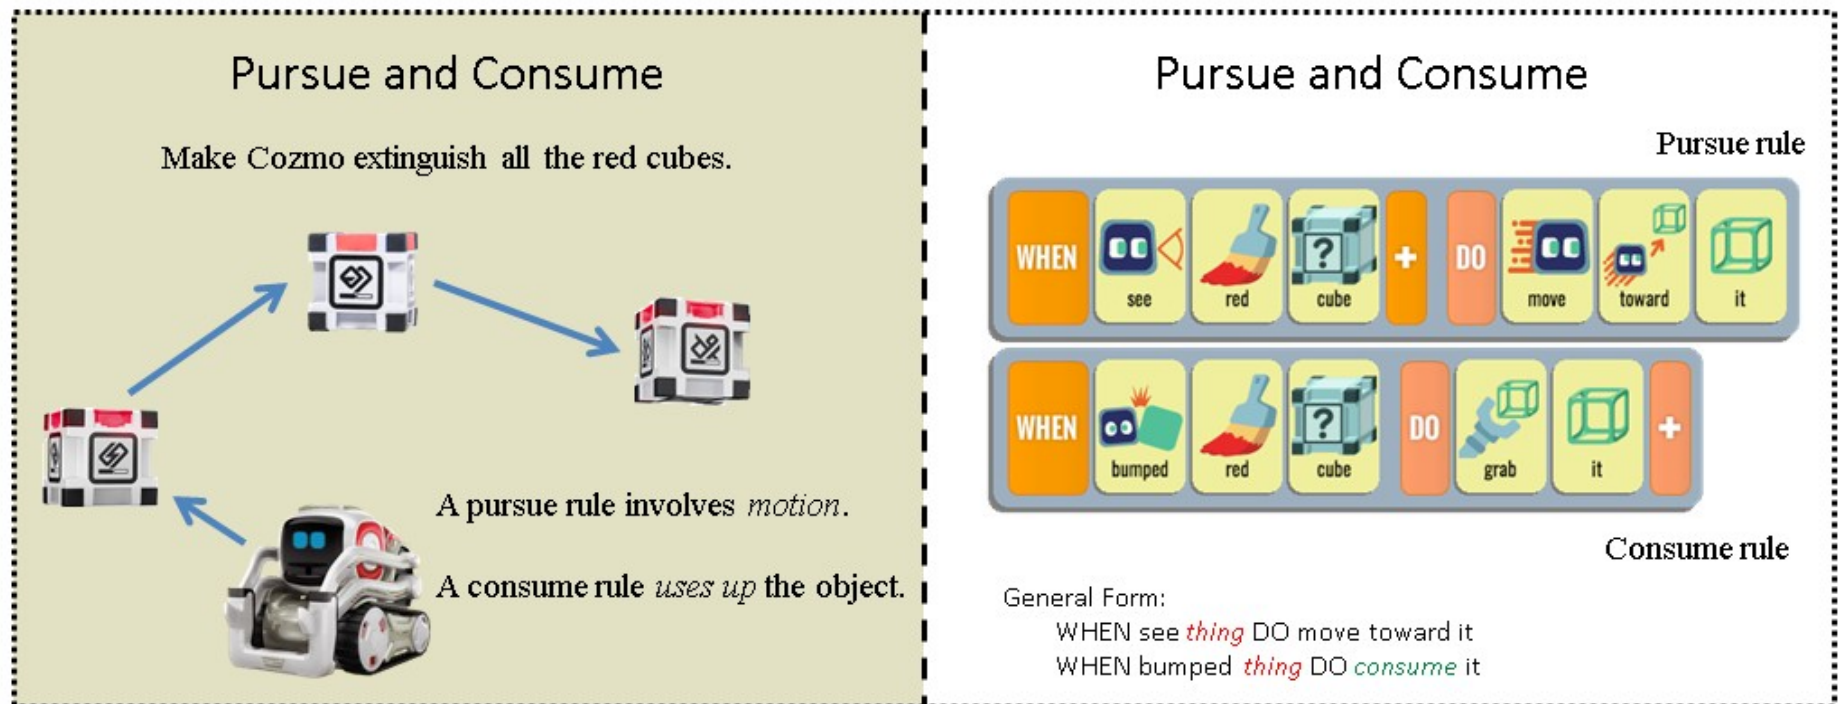 Pursue and Consume
Make Cozmo extinguish all the red cubes.
A pursue rule involves motion.
A consume rule uses up the object.
Pursue and Consume
Pursue rule
WHEN see red ? cube + DO move toward it
WHEN bumped red ? cube DO grab it +
Consume rule
General Form:
WHEN see thing DO move toward it
WHEN bumped thing DO consume it